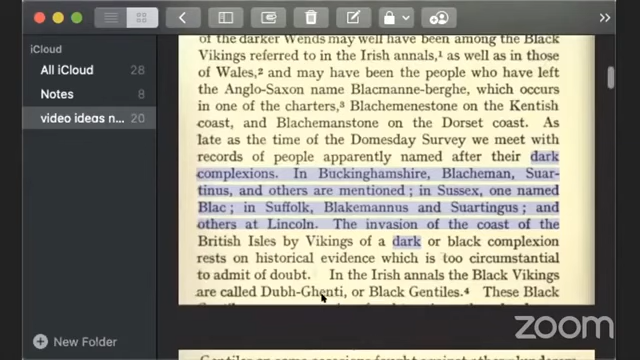 iCloud
All iCloud 28
Notes 8
video ideas n... 20
New Folder
of the darker Wends may well have been among the Black
Vikings referred to in the Irish annals,¹ as well as in those
of Wales,² and may have been the people who have left
the Anglo-Saxon name Blacmanne-berghe, which occurs
in one of the charters,³ Blachemenestone on the Kentish
coast, and Blachemanstone on the Dorset coast. As
late as the time of the Domesday Survey we meet with
records of people apparently named after their dark
complexions. In Buckinghamshire, Blacheman, Suar-
tinus, and others are mentioned; in Sussex, one named
Blac; in Suffolk, Blakemannus and Suartingus; and
others at Lincoln. The invasion of the coast of the
British Isles by Vikings of a dark or black complexion
rests on historical evidence which is too circumstantial
to admit of doubt. In the Irish annals the Black Vikings
are called Dubh-Ghenti, or Black Gentiles.⁴ These Black
Gentiles on some occasions fought against other
zoom